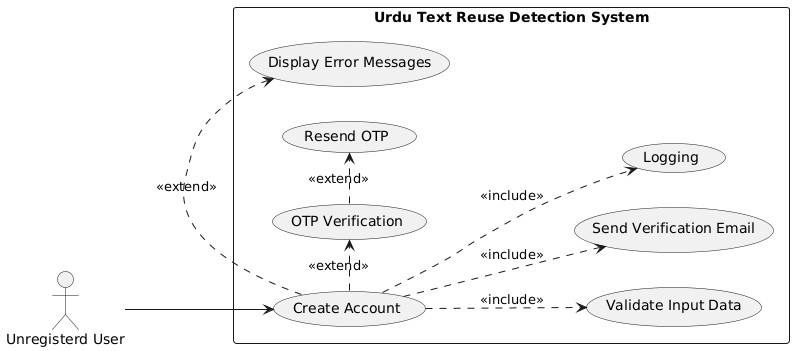 Urdu Text Reuse Detection System
Display Error Messages
Resend OTP
Logging
«extend»
«extend»
«include»
OTP Verification
Send Verification Email
«include»
«extend»
«include»
Create Account
Validate Input Data
Unregisterd User